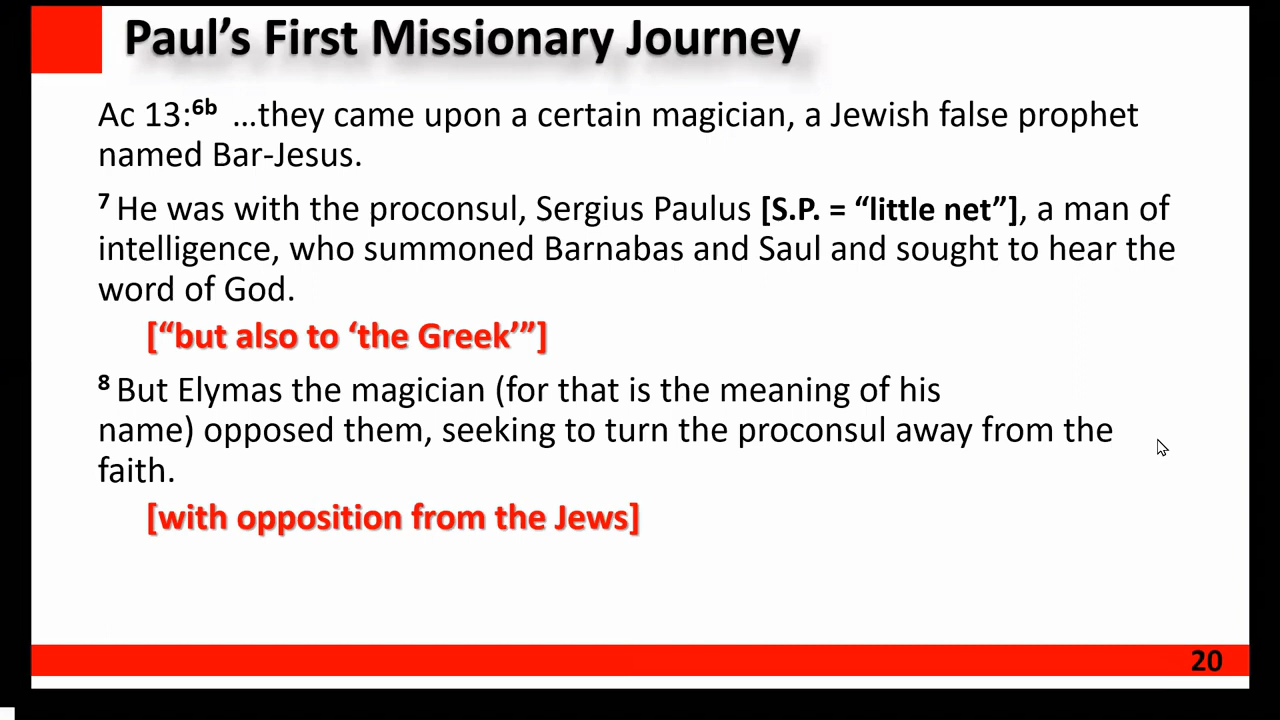 Paul’s First Missionary Journey
Ac 13:6b …they came upon a certain magician, a Jewish false prophet
named Bar-Jesus.
7 He was with the proconsul, Sergius Paulus [S.P. = “little net”], a man of
intelligence, who summoned Barnabas and Saul and sought to hear the
word of God.
[“but also to ‘the Greek’”]
8 But Elymas the magician (for that is the meaning of his
name) opposed them, seeking to turn the proconsul away from the
faith.
[with opposition from the Jews]
20